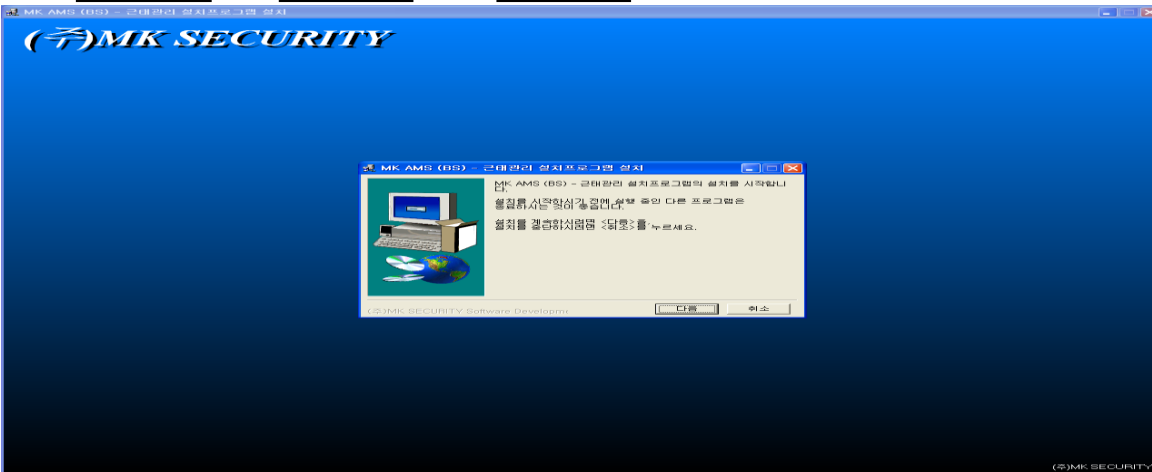 MK AMS (BS) - 근태관리 설치프로그램 설치
(주)MK SECURITY
MK AMS (BS) - 근태관리 설치프로그램 설치
MK AMS (BS) - 근태관리 설치프로그램의 설치를 시작합니
다.
설치를 시작하시기 전에 실행 중인 다른 프로그램은
종료하시는 것이 좋습니다.
설치를 계속하시려면 <다음>을,
설치를 중단하시려면 <취소>를 누르세요.
(주)MK SECURITY Software
다음
취소
(주)MK SECURITY